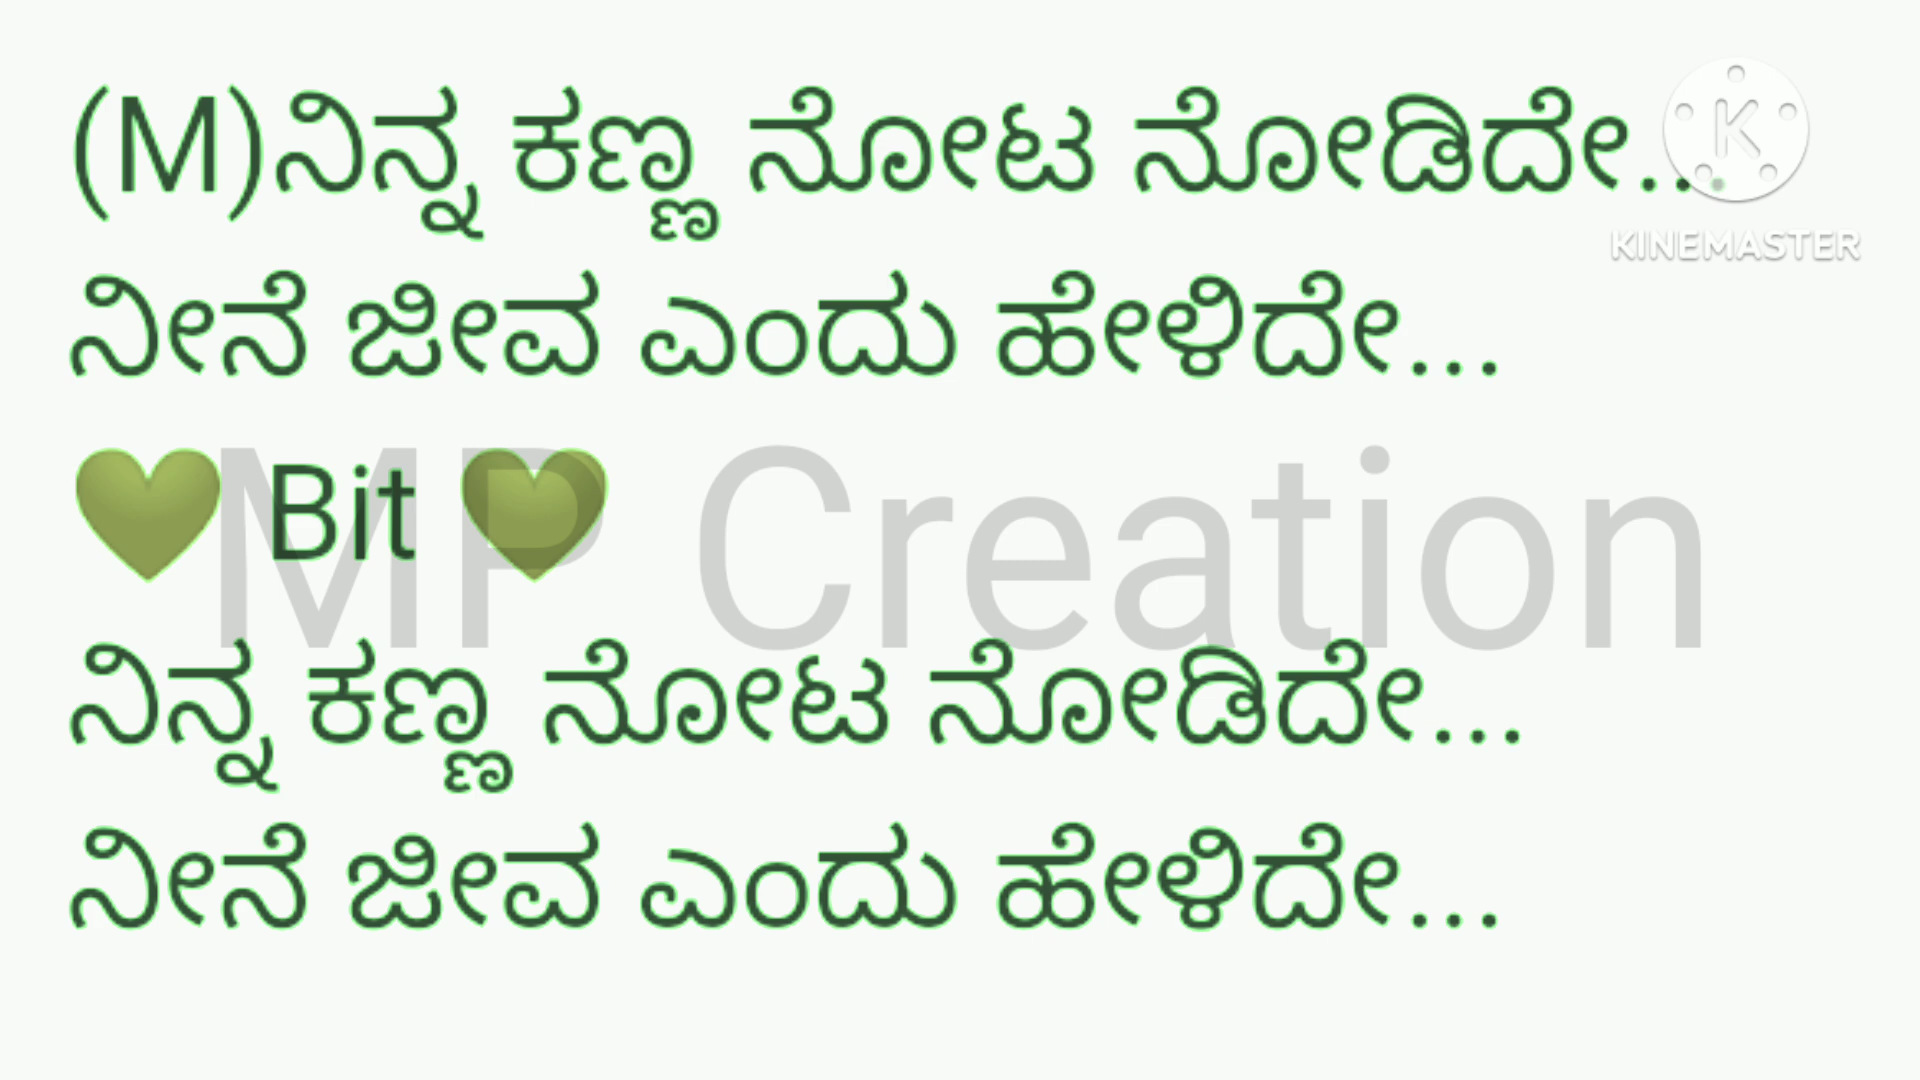 (M)ನಿನ್ನ ಕಣ್ಣ ನೋಟ ನೋಡಿದೇ...
K
KINEMASTER
ನೀನೆ ಜೀವ ಎಂದು ಹೇಳಿದೇ...
💚 Bit 💚
MP Creation
ನಿನ್ನ ಕಣ್ಣ ನೋಟ ನೋಡಿದೇ...
ನೀನೆ ಜೀವ ಎಂದು ಹೇಳಿದೇ...